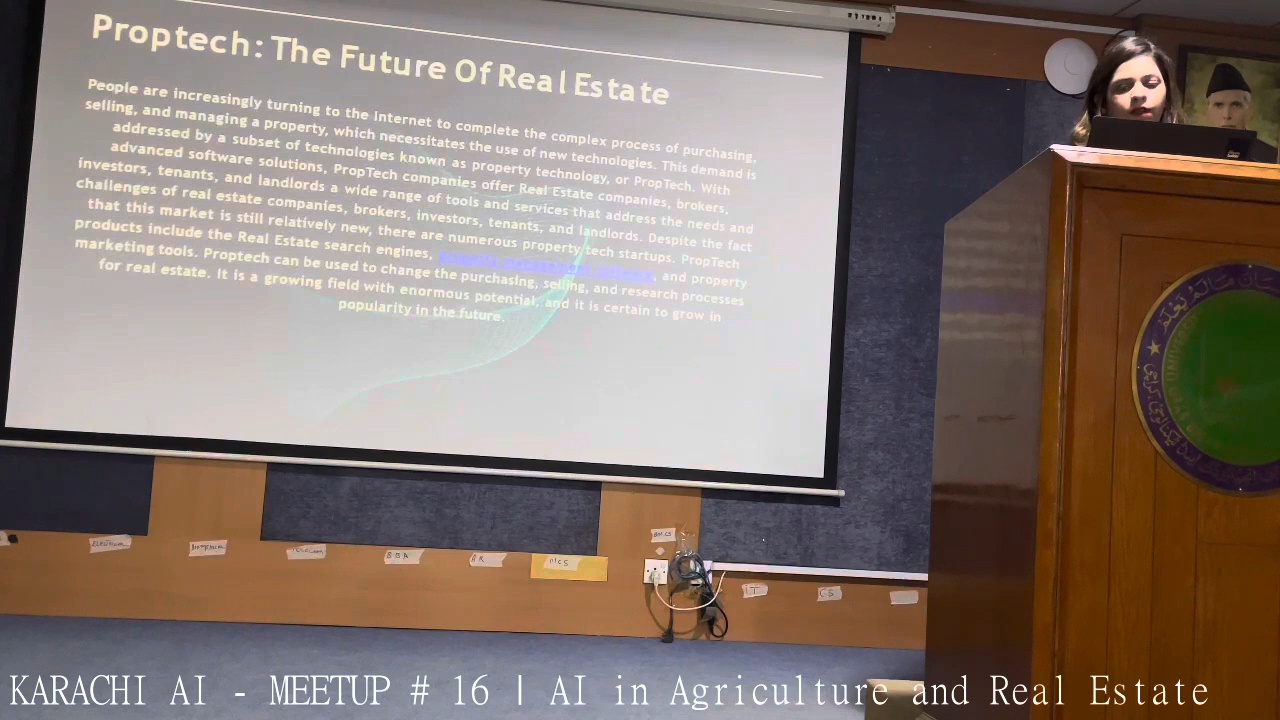 Proptech: The Future Of Real Estate
People are increasingly turning to the Internet to complete the complex process of purchasing,
selling, and managing a property, which necessitates the use of new technologies. This demand is
addressed by a subset of technologies known as property technology, or PropTech. With
advanced software solutions, PropTech companies offer Real Estate companies, brokers,
investors, tenants, and landlords a wide range of tools and services that address the needs and
challenges of real estate companies, brokers, investors, tenants, and landlords. Despite the fact
that this market is still relatively new, there are numerous property tech startups. PropTech
products include the Real Estate search engines, property management software, and property
marketing tools. Proptech can be used to change the purchasing, selling, and research processes
for real estate. It is a growing field with enormous potential, and it is certain to grow in
popularity in the future.
BBA
IT
CS
KARACHI AI - MEETUP # 16 | AI in Agriculture and Real Estate